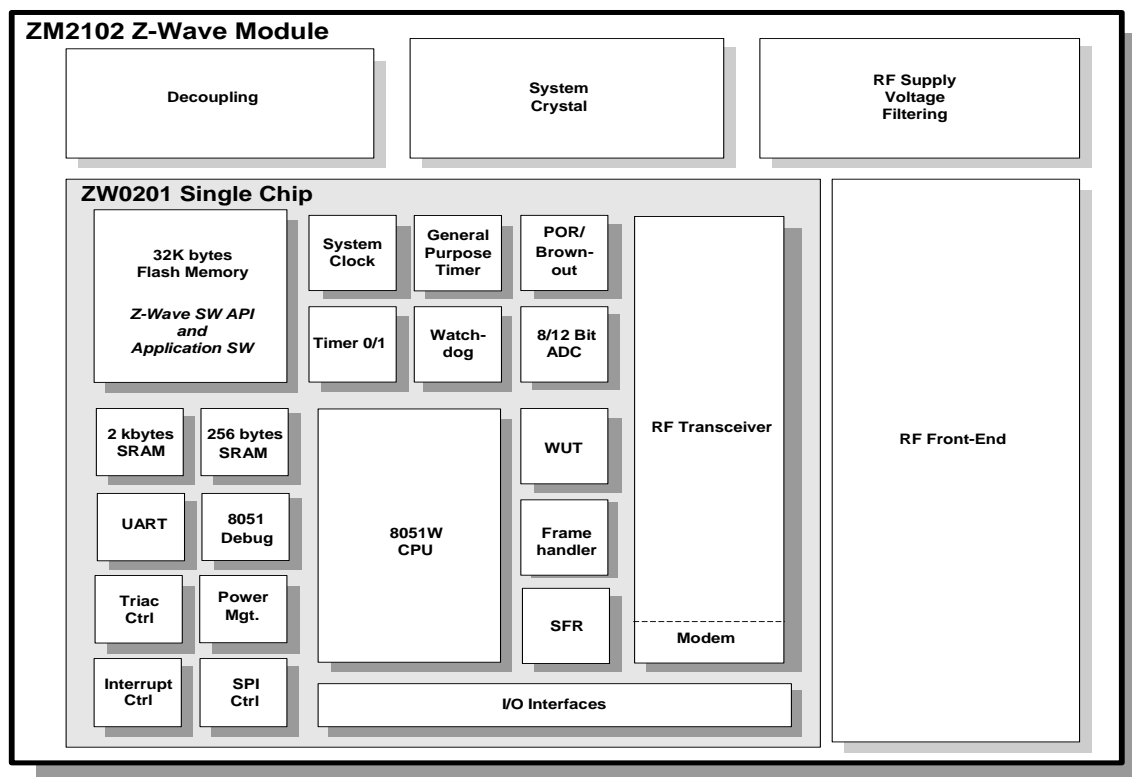 ZM2102 Z-Wave Module
Decoupling
System
Crystal
RF Supply
Voltage
Filtering
ZW0201 Single Chip
32K bytes
Flash Memory
Z-Wave SW API
and
Application SW
System
Clock
General
Purpose
Timer
POR/
Brown-
out
Timer 0/1
Watch-
dog
8/12 Bit
ADC
2 kbytes
SRAM
256 bytes
SRAM
UART
8051
Debug
Triac
Ctrl
Power
Mgt.
Interrupt
Ctrl
SPI
Ctrl
8051W
CPU
WUT
Frame
handler
SFR
RF Transceiver
Modem
I/O Interfaces
RF Front-End